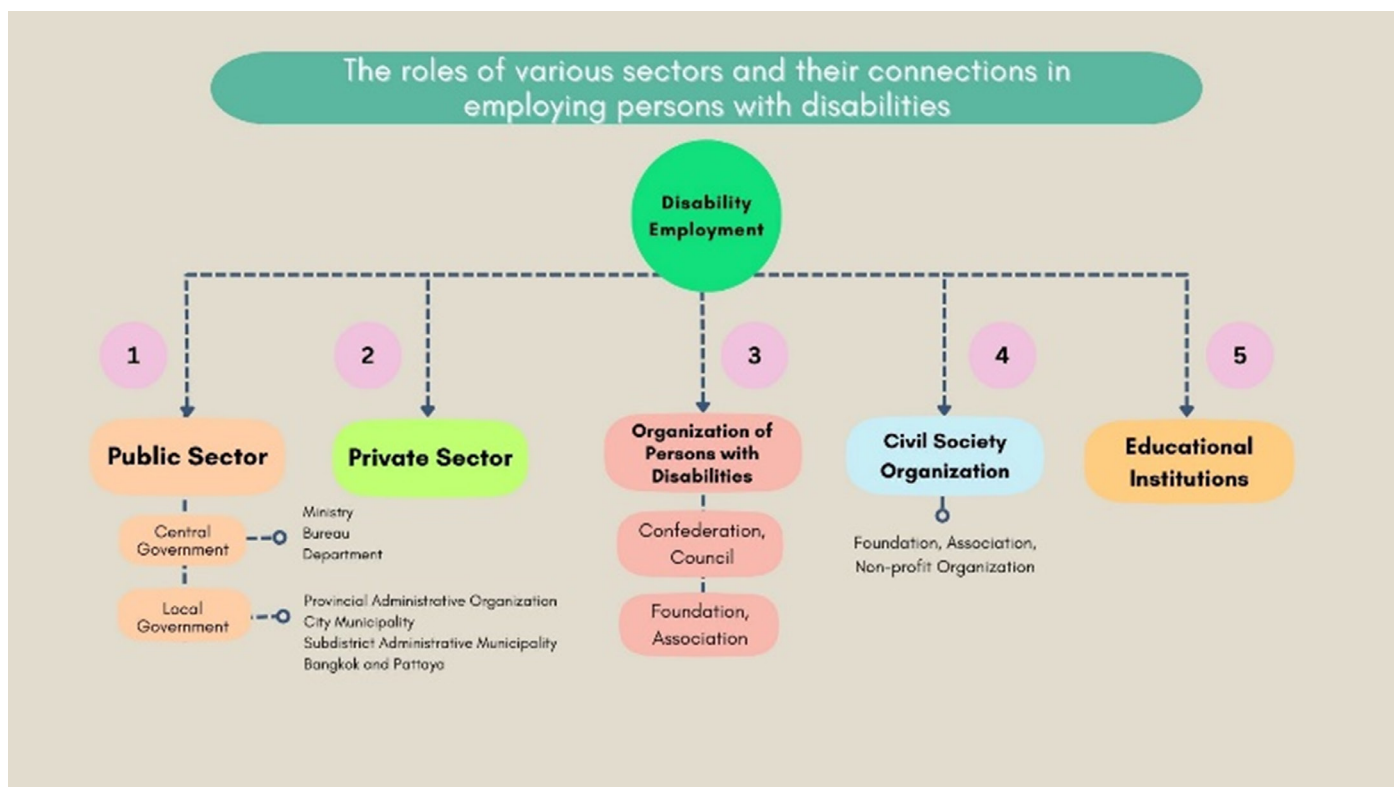 The roles of various sectors and their connections in
employing persons with disabilities
Disability
Employment
1
2
3
4
5
Public Sector
Central
Government
Ministry
Bureau
Department
Local
Government
Provincial Administrative Organization
City Municipality
Subdistrict Administrative Municipality
Bangkok and Pattaya
Private Sector
Organization of
Persons with
Disabilities
Confederation,
Council
Foundation,
Association
Civil Society
Organization
Foundation, Association,
Non-profit Organization
Educational
Institutions